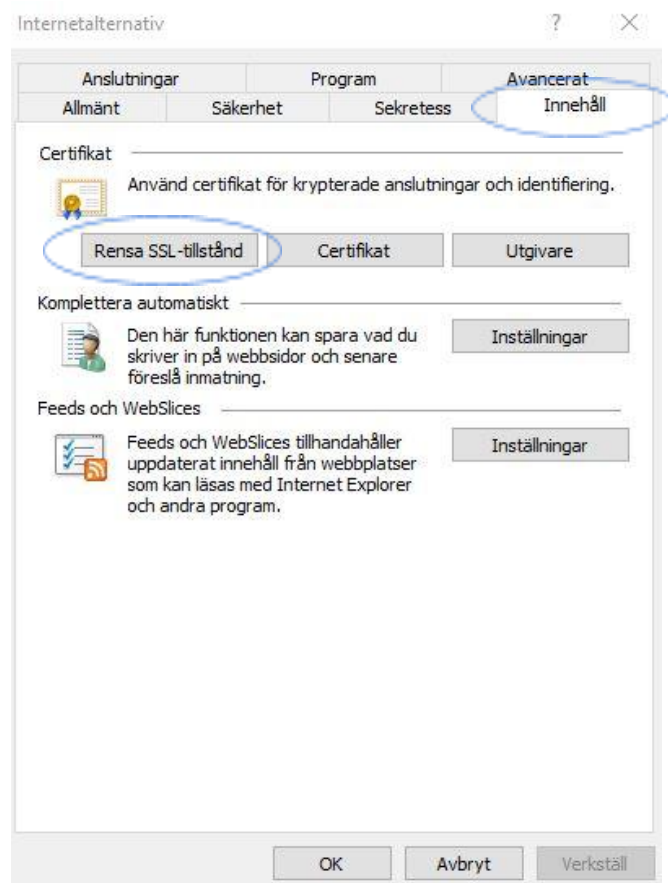 Internetalternativ ? ×
Anslutningar Program Avancerat
Allmänt Säkerhet Sekretess Innehåll
Certifikat
Använd certifikat för krypterade anslutningar och identifiering.
Rensa SSL-tillstånd Certifikat Utgivare
Komplettera automatiskt
Den här funktionen kan spara vad du
skriver in på webbsidor och senare
föreslå inmatning.
Inställningar
Feeds och WebSlices
Feeds och WebSlices tillhandahåller
uppdaterat innehåll från webbplatser
som kan läsas med Internet Explorer
och andra program.
Inställningar
OK Avbryt Verkställ